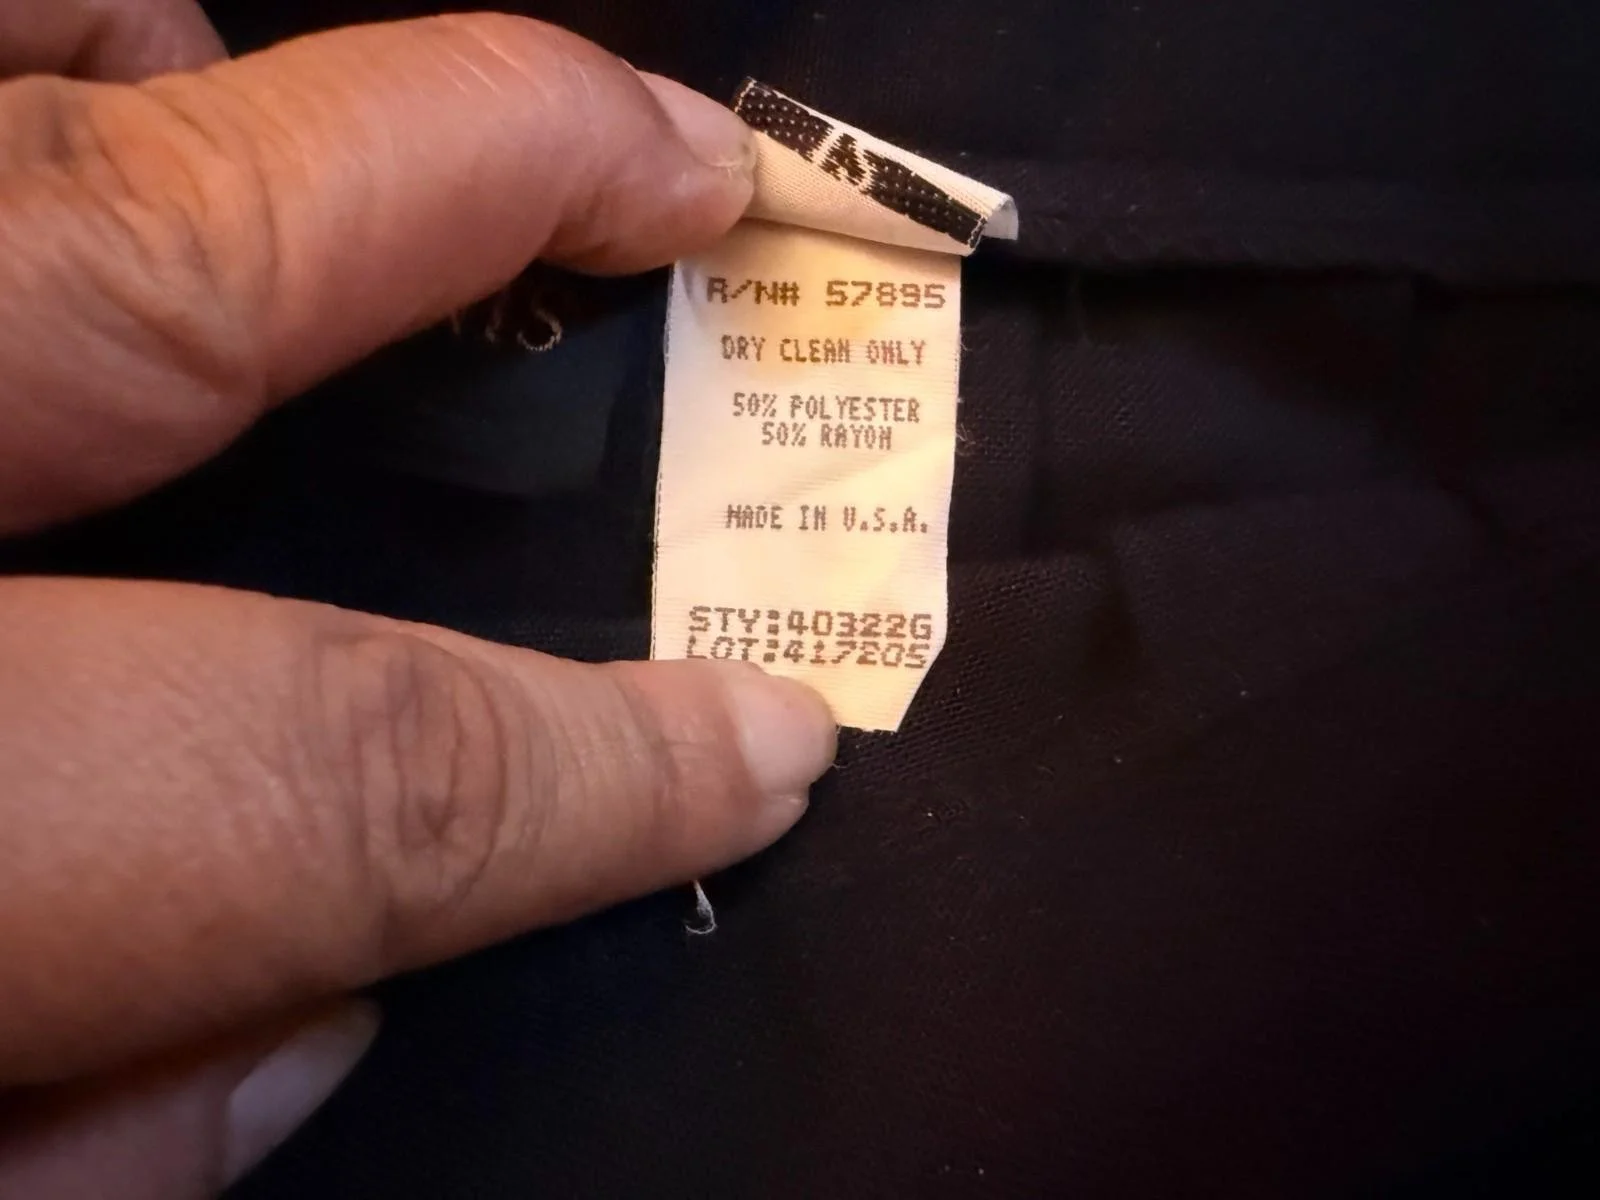 R/N# 57895
DRY CLEAN ONLY
50% POLYESTER
50% RAYON
MADE IN U.S.A.
STY:40322G
LOT:417205